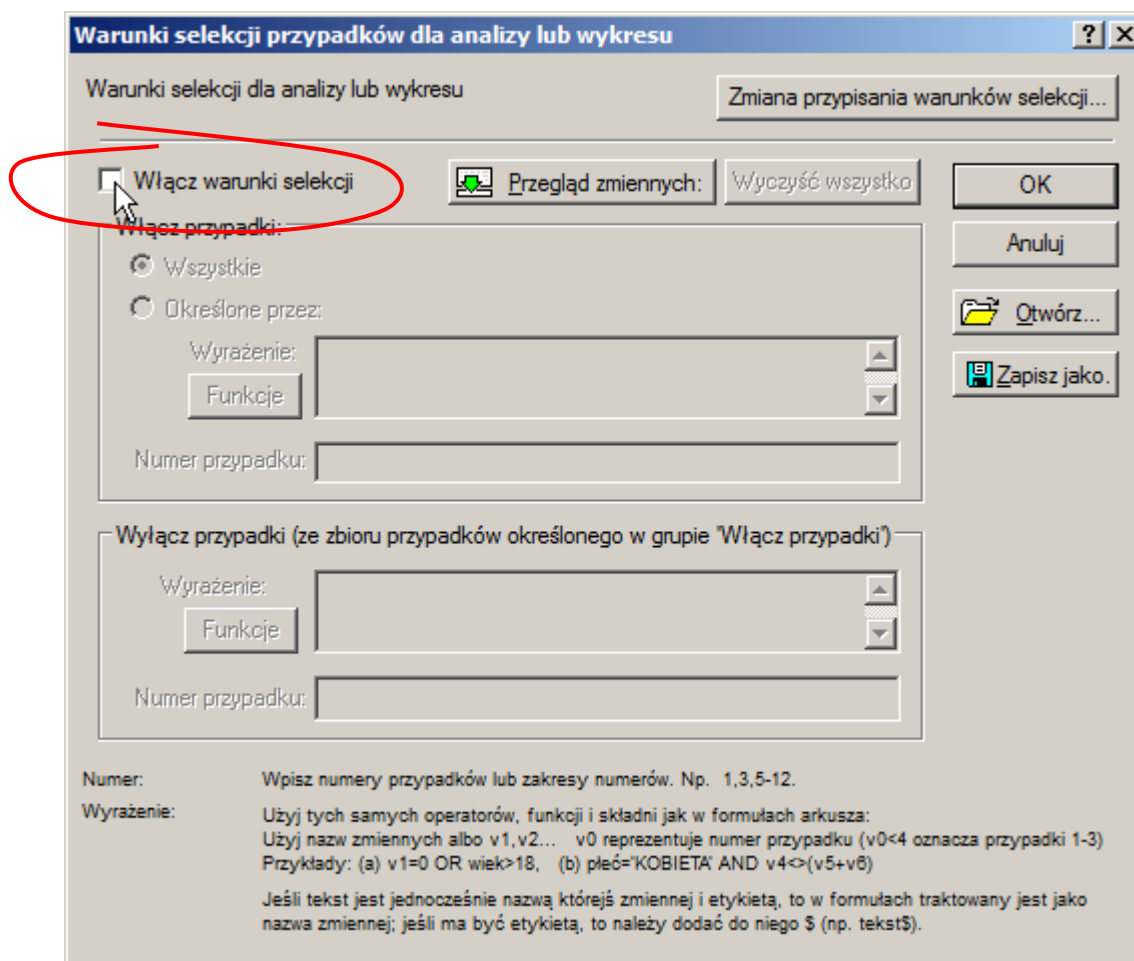 Warunki selekcji przypadków dla analizy lub wykresu
Warunki selekcji dla analizy lub wykresu
Zmiana przypisania warunków selekcji...
Włącz warunki selekcji
Przegląd zmiennych:
Wyczyść wszystko
OK
Włącz przypadki:
Anuluj
Wszystkie
Określone przez:
Otwórz...
Wyrażenie:
Zapisz jako.
Funkcje
Numer przypadku:
Wyłącz przypadki (ze zbioru przypadków określonego w grupie 'Włącz przypadki')
Wyrażenie:
Funkcje
Numer przypadku:
Numer: Wpisz numery przypadków lub zakresy numerów. Np. 1,3,5-12.
Wyrażenie: Użyj tych samych operatorów, funkcji i składni jak w formułach arkusza:
Użyj nazw zmiennych albo v1,v2... v0 reprezentuje numer przypadku (v0<4 oznacza przypadki 1-3)
Przykłady: (a) v1=0 OR wiek>18, (b) płeć='KOBIETA' AND v4<>(v5+v6)
Jeśli tekst jest jednocześnie nazwą którejś zmiennej i etykietą, to w formułach traktowany jest jako
nazwa zmiennej; jeśli ma być etykietą, to należy dodać do niego $ (np. tekst$).